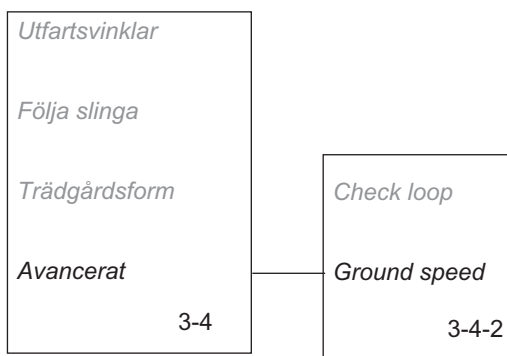 Utfartsvinklar
Följa slinga
Trädgårdsform
Avancerat
3-4
Check loop
Ground speed
3-4-2